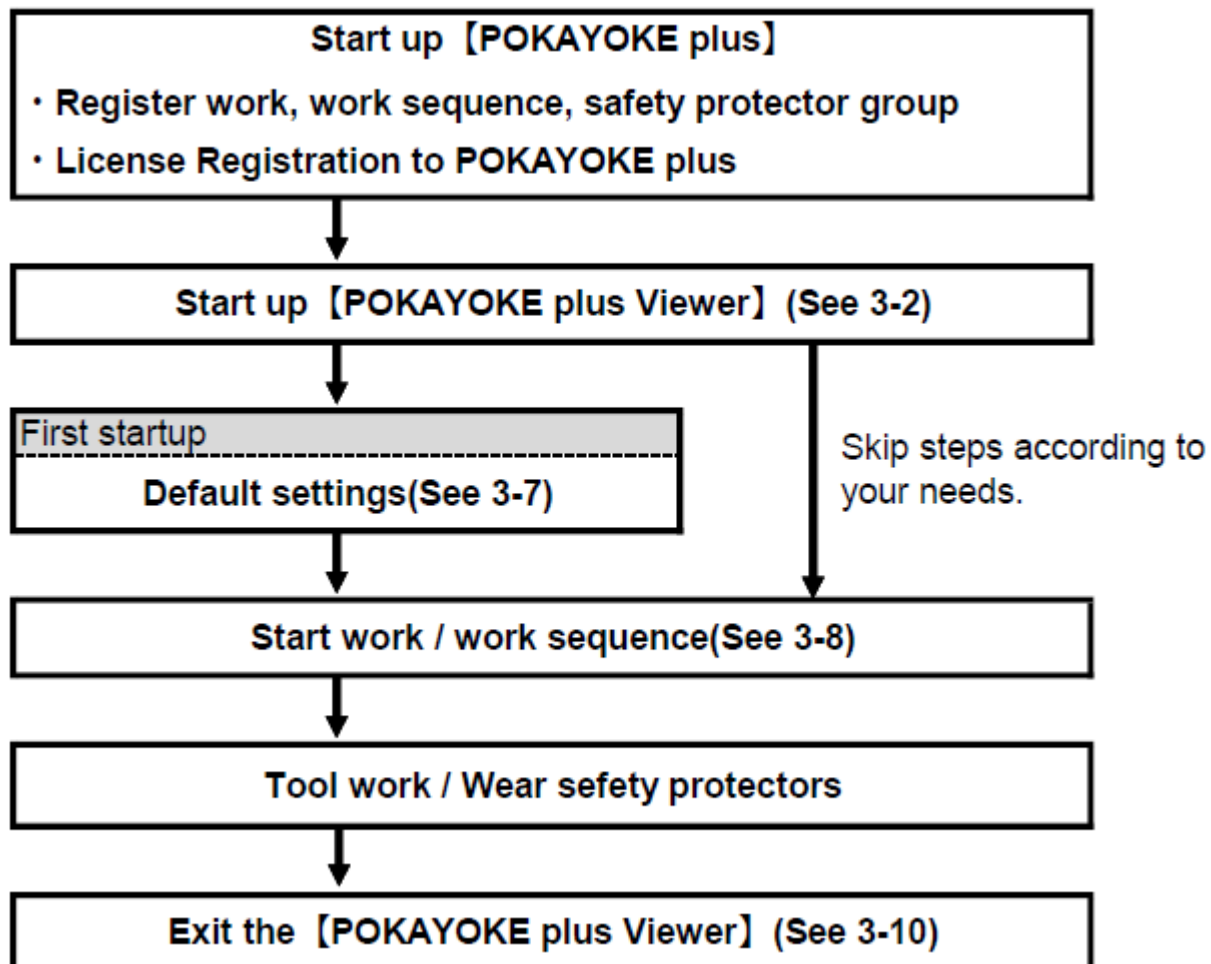 Start up【POKAYOKE plus】
・Register work, work sequence, safety protector group
・License Registration to POKAYOKE plus
Start up【POKAYOKE plus Viewer】(See 3-2)
First startup
Default settings(See 3-7)
Skip steps according to
your needs.
Start work / work sequence(See 3-8)
Tool work / Wear sefety protectors
Exit the【POKAYOKE plus Viewer】(See 3-10)